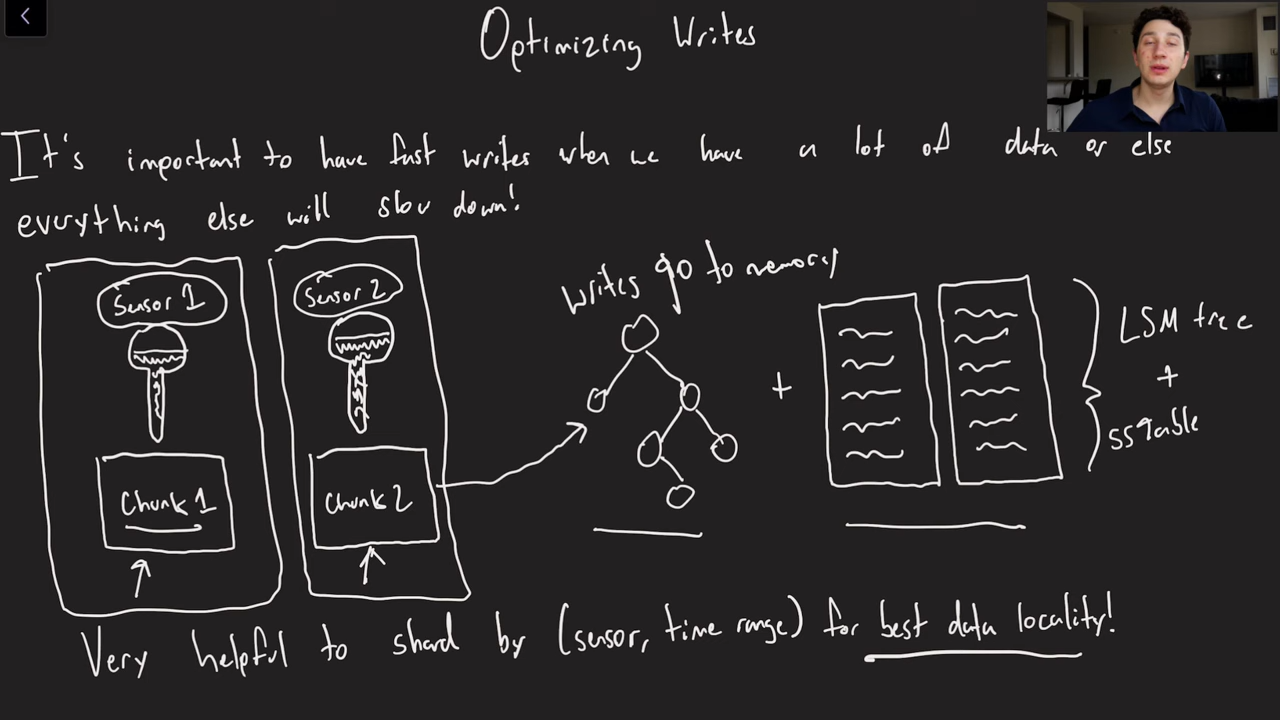 Optimizing Writes
It's important to have fast writes when we have a lot of data or else
everything else will slow down!
Sensor 1
Sensor 2
Chunk 1
Chunk 2
Writes go to memory
+
LSM tree
+
SSTable
Very helpful to shard by (sensor, time range) for best data locality!